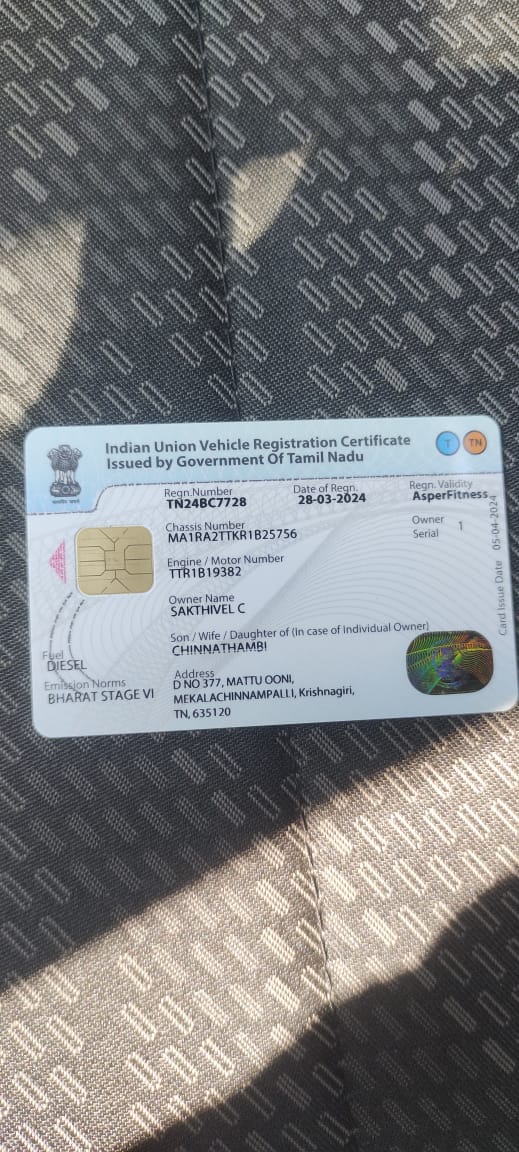 Indian Union Vehicle Registration Certificate
Issued by Government Of Tamil Nadu
T TN
Regn.Number
TN24BC7728
Date of Regn.
28-03-2024
Regn. Validity
AsperFitness
Chassis Number
MA1RA2TTKR1B25756
Owner
Serial
1
Engine / Motor Number
TTR1B19382
Owner Name
SAKTHIVEL C
Son / Wife / Daughter of (In case of Individual Owner)
CHINNATHAMBI
Fuel
DIESEL
Emission Norms
BHARAT STAGE VI
Address
D NO 377, MATTU OONI,
MEKALACHINNAMPALLI, Krishnagiri,
TN, 635120
Card Issue Date 05-04-2024